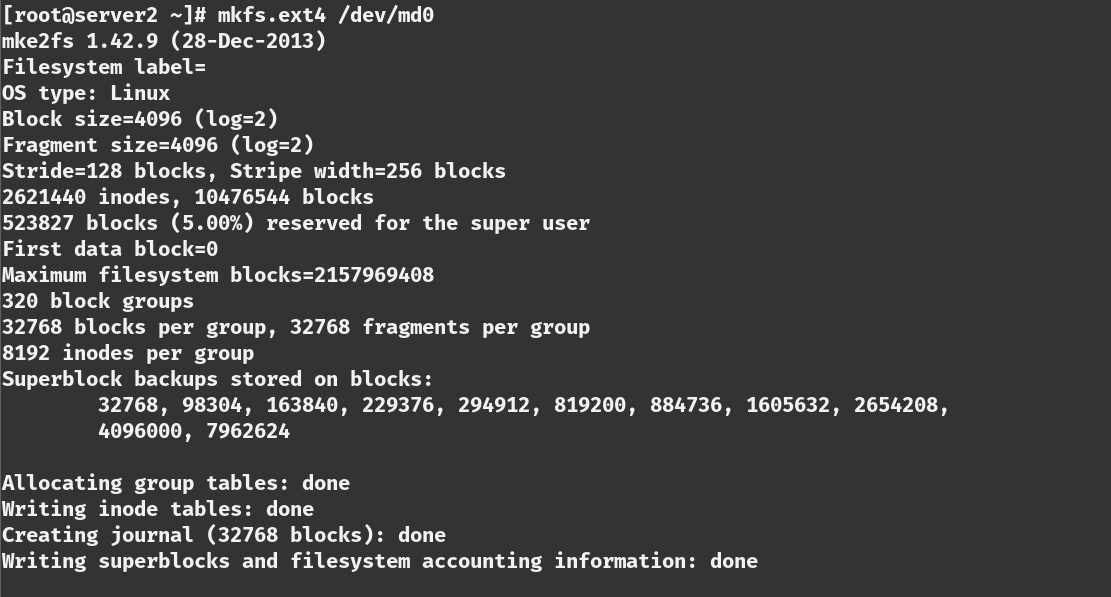 [root@server2 ~]# mkfs.ext4 /dev/md0
mke2fs 1.42.9 (28-Dec-2013)
Filesystem label=
OS type: Linux
Block size=4096 (log=2)
Fragment size=4096 (log=2)
Stride=128 blocks, Stripe width=256 blocks
2621440 inodes, 10476544 blocks
523827 blocks (5.00%) reserved for the super user
First data block=0
Maximum filesystem blocks=2157969408
320 block groups
32768 blocks per group, 32768 fragments per group
8192 inodes per group
Superblock backups stored on blocks:
        32768, 98304, 163840, 229376, 294912, 819200, 884736, 1605632, 2654208,
        4096000, 7962624

Allocating group tables: done
Writing inode tables: done
Creating journal (32768 blocks): done
Writing superblocks and filesystem accounting information: done